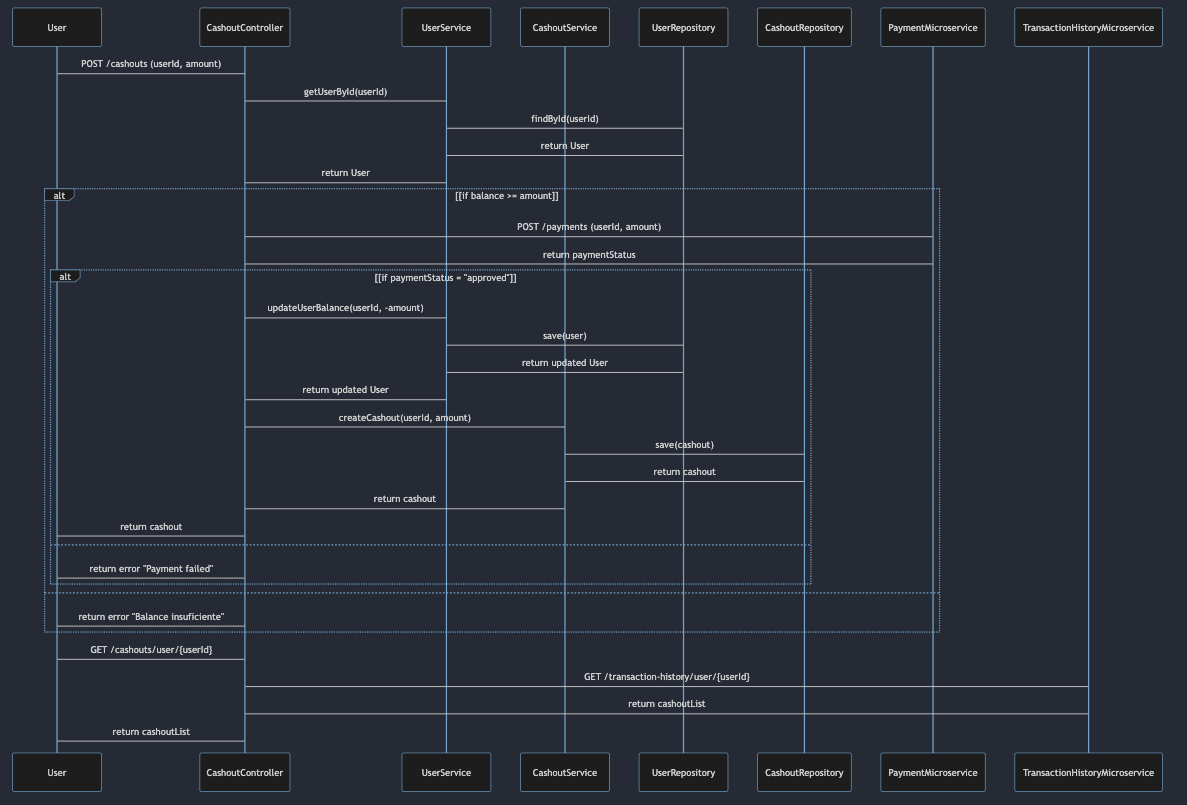 User
CashoutController
UserService
CashoutService
UserRepository
CashoutRepository
PaymentMicroservice
TransactionHistoryMicroservice
POST /cashouts (userId, amount)
getUserById(userId)
findById(userId)
return User
return User
alt
[[if balance >= amount]]
POST /payments (userId, amount)
return paymentStatus
alt
[[if paymentStatus = "approved"]]
updateUserBalance(userId, -amount)
save(user)
return updated User
return updated User
createCashout(userId, amount)
save(cashout)
return cashout
return cashout
return cashout
return error "Payment failed"
return error "Balance insuficiente"
GET /cashouts/user/{userId}
GET /transaction-history/user/{userId}
return cashoutList
return cashoutList
User
CashoutController
UserService
CashoutService
UserRepository
CashoutRepository
PaymentMicroservice
TransactionHistoryMicroservice